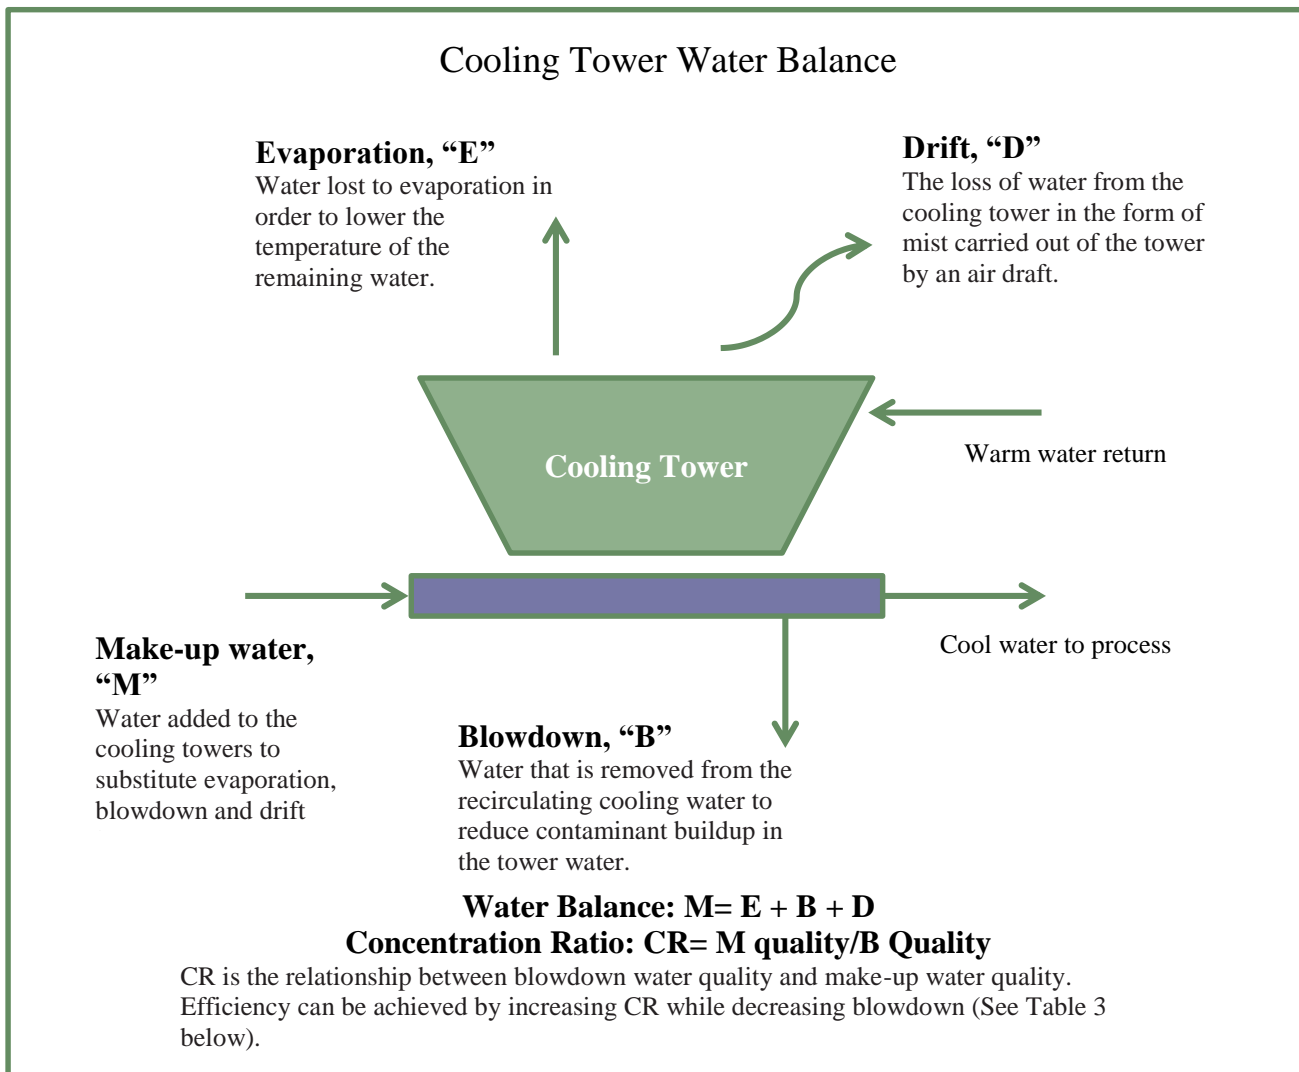 Cooling Tower Water Balance
Evaporation, “E”
Water lost to evaporation in
order to lower the
temperature of the
remaining water.
Drift, “D”
The loss of water from the
cooling tower in the form of
mist carried out of the tower
by an air draft.
Cooling Tower
Warm water return
Make-up water,
“M”
Water added to the
cooling towers to
substitute evaporation,
blowdown and drift
Cool water to process
Blowdown, “B”
Water that is removed from the
recirculating cooling water to
reduce contaminant buildup in
the tower water.
Water Balance: M= E + B + D
Concentration Ratio: CR= M quality/B Quality
CR is the relationship between blowdown water quality and make-up water quality.
Efficiency can be achieved by increasing CR while decreasing blowdown (See Table 3
below).